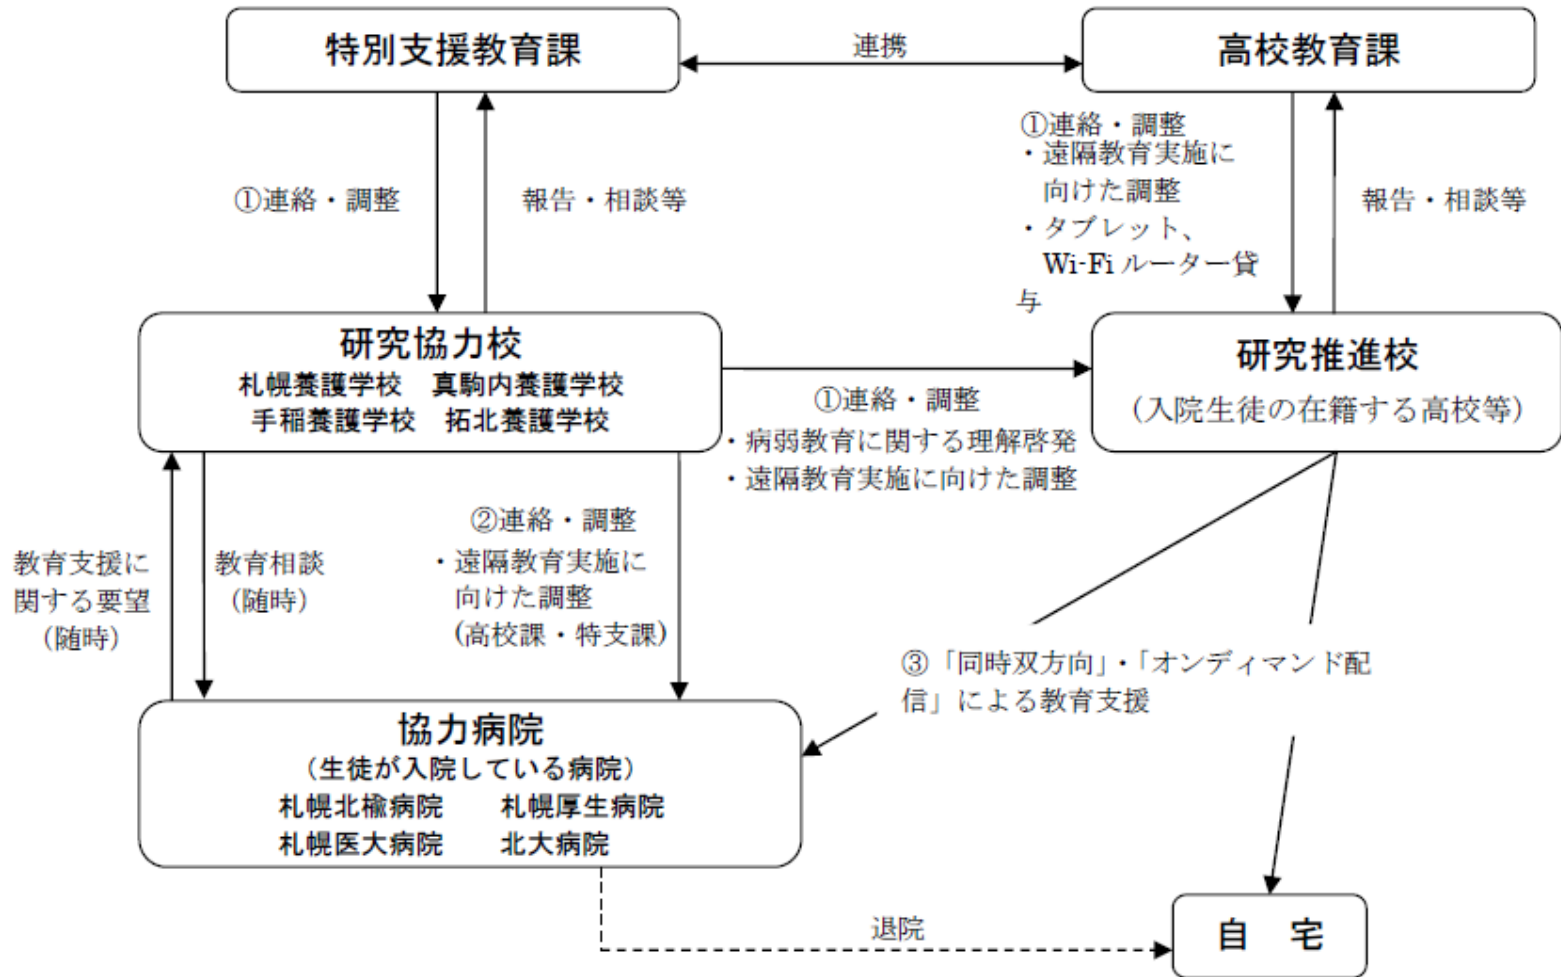 特別支援教育課
連携
高校教育課
①連絡・調整
報告・相談等
①連絡・調整
・遠隔教育実施に
向けた調整
・タブレット、
Wi-Fi ルーター貸
与
報告・相談等
研究協力校
札幌養護学校　真駒内養護学校
手稲養護学校　拓北養護学校
①連絡・調整
・病弱教育に関する理解啓発
・遠隔教育実施に向けた調整
研究推進校
（入院生徒の在籍する高校等）
教育支援に
関する要望
（随時）
教育相談
（随時）
②連絡・調整
・遠隔教育実施に
向けた調整
(高校課・特支課)
③「同時双方向」・「オンディマンド配
信」による教育支援
協力病院
（生徒が入院している病院）
札幌北楡病院　　札幌厚生病院
札幌医大病院　　北大病院
退院
自　宅